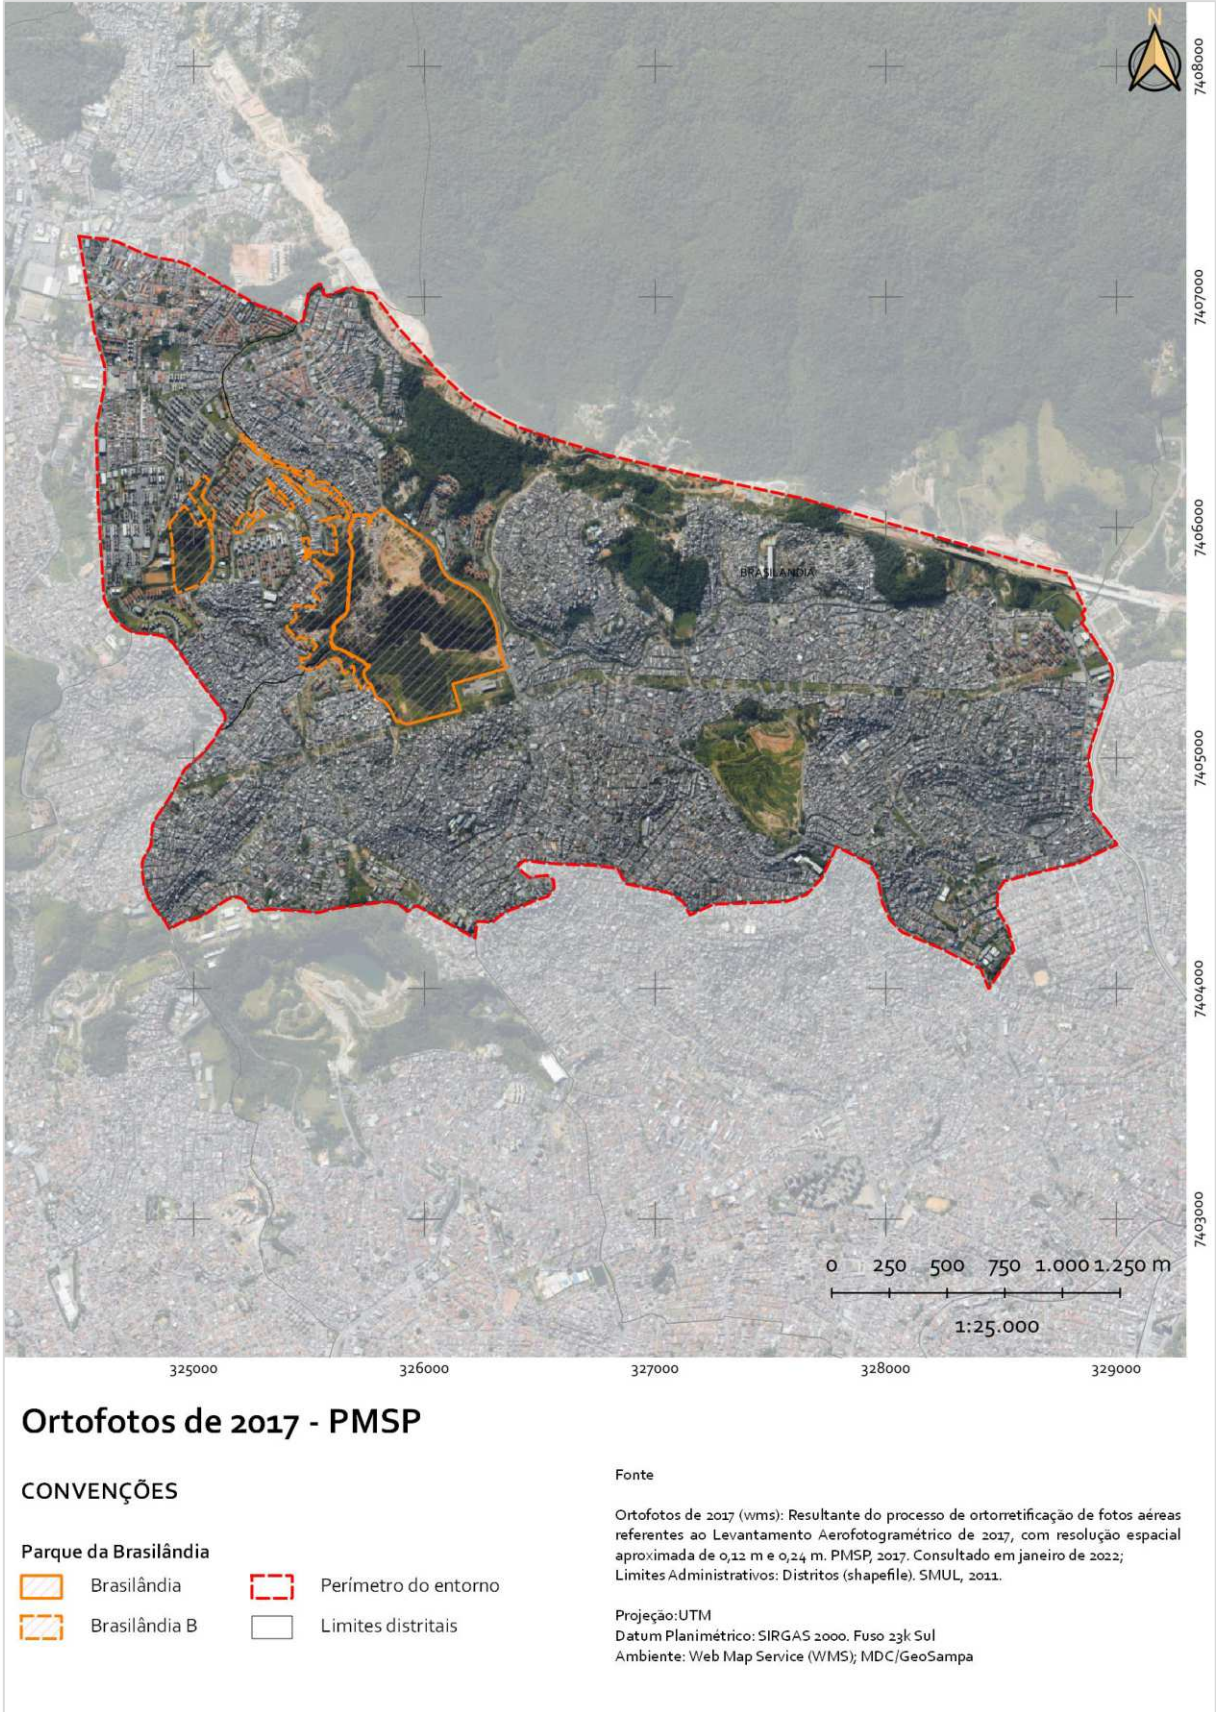 N
7408000
7407000
7406000
BRASILANDIA
7405000
7404000
7403000
0 250 500 750 1.000 1.250 m
1:25.000
325000 326000 327000 328000 329000
Ortofotos de 2017 - PMSP
CONVENÇÕES
Parque da Brasilândia
Brasilândia
Perímetro do entorno
Brasilândia B
Limites distritais
Fonte
Ortofotos de 2017 (wms): Resultante do processo de ortorretificação de fotos aéreas
referentes ao Levantamento Aerofotogramétrico de 2017, com resolução espacial
aproximada de 0,12 m e 0,24 m. PMSP, 2017. Consultado em janeiro de 2022;
Limites Administrativos: Distritos (shapefile). SMUL, 2011.
Projeção:UTM
Datum Planimétrico: SIRGAS 2000. Fuso 23k Sul
Ambiente: Web Map Service (WMS); MDC/GeoSampa